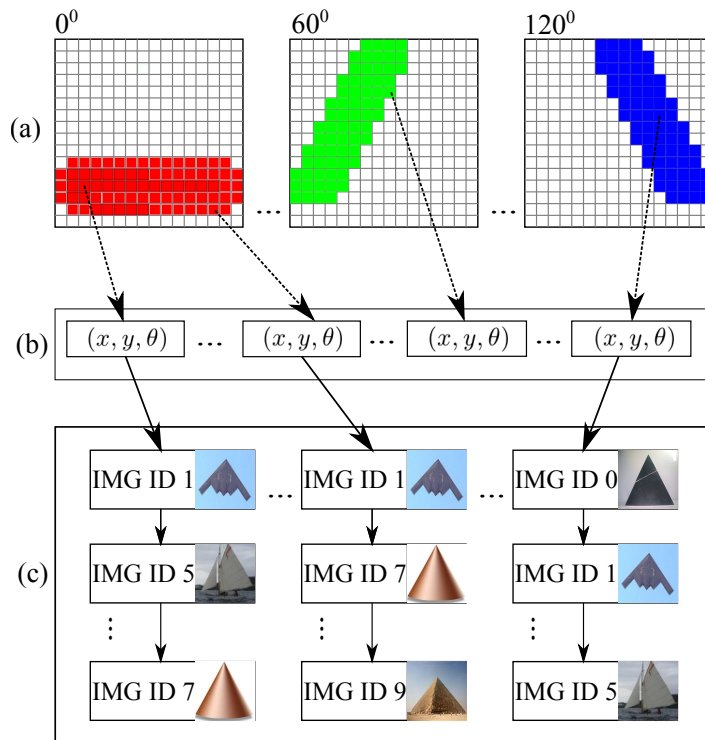 0⁰ 60⁰ 120⁰
(a)
... ...
(b) (x, y, θ) ... (x, y, θ) ... (x, y, θ) ... (x, y, θ)
IMG ID 1 ... IMG ID 1 ... IMG ID 0
(c) IMG ID 5 IMG ID 7 IMG ID 1
⋮ ⋮ ⋮
IMG ID 7 IMG ID 9 IMG ID 5